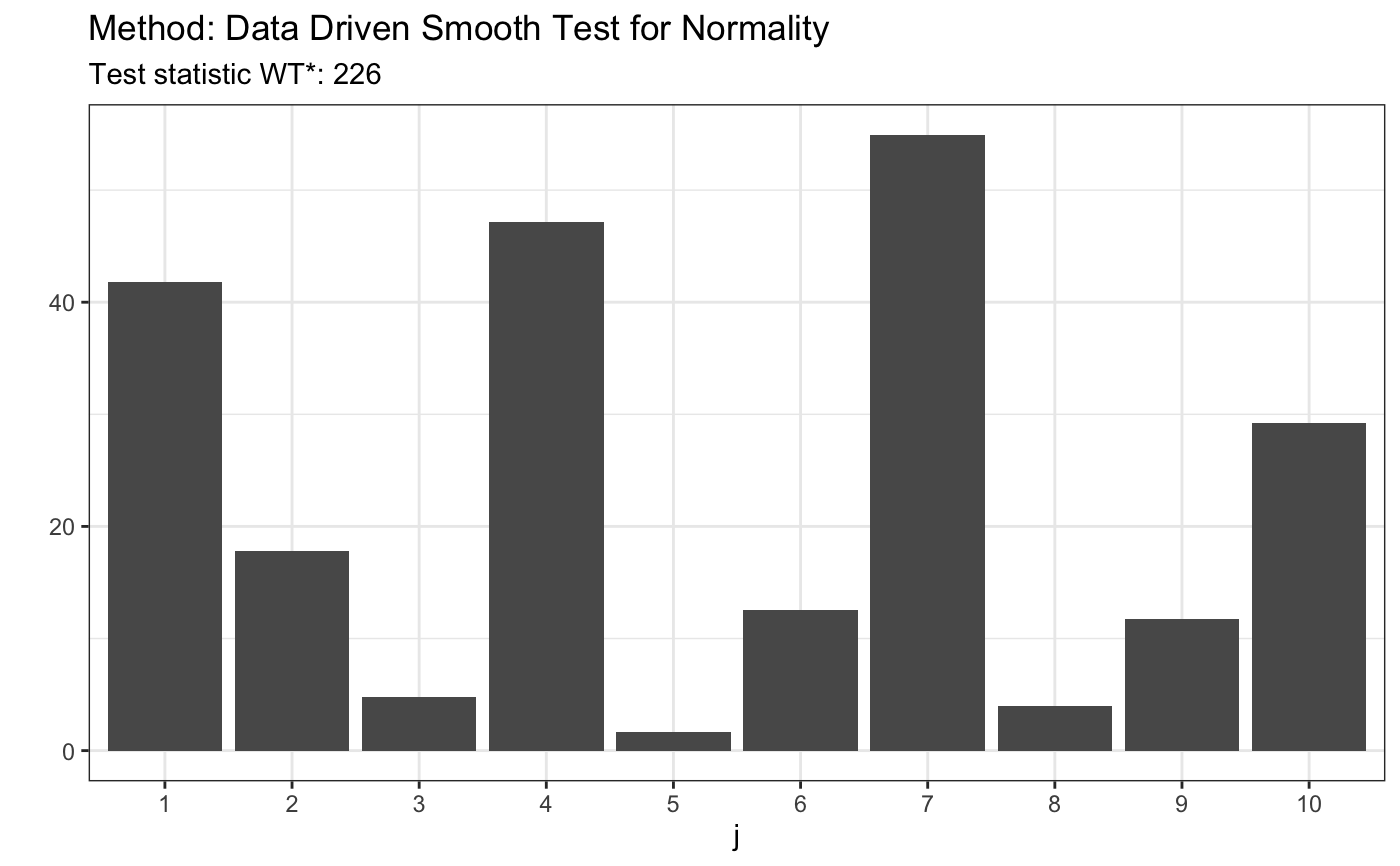 Method: Data Driven Smooth Test for Normality
Test statistic WT*: 226
40
20
0
1 2 3 4 5 6 7 8 9 10
j